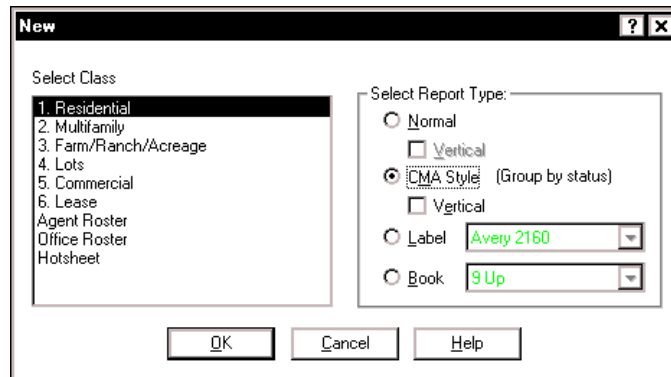 New
Select Class
1. Residential
2. Multifamily
3. Farm/Ranch/Acreage
4. Lots
5. Commercial
6. Lease
Agent Roster
Office Roster
Hotsheet
Select Report Type:
Normal
Vertical
CMA Style (Group by status)
Vertical
Label Avery 2160
Book 9 Up
OK Cancel Help